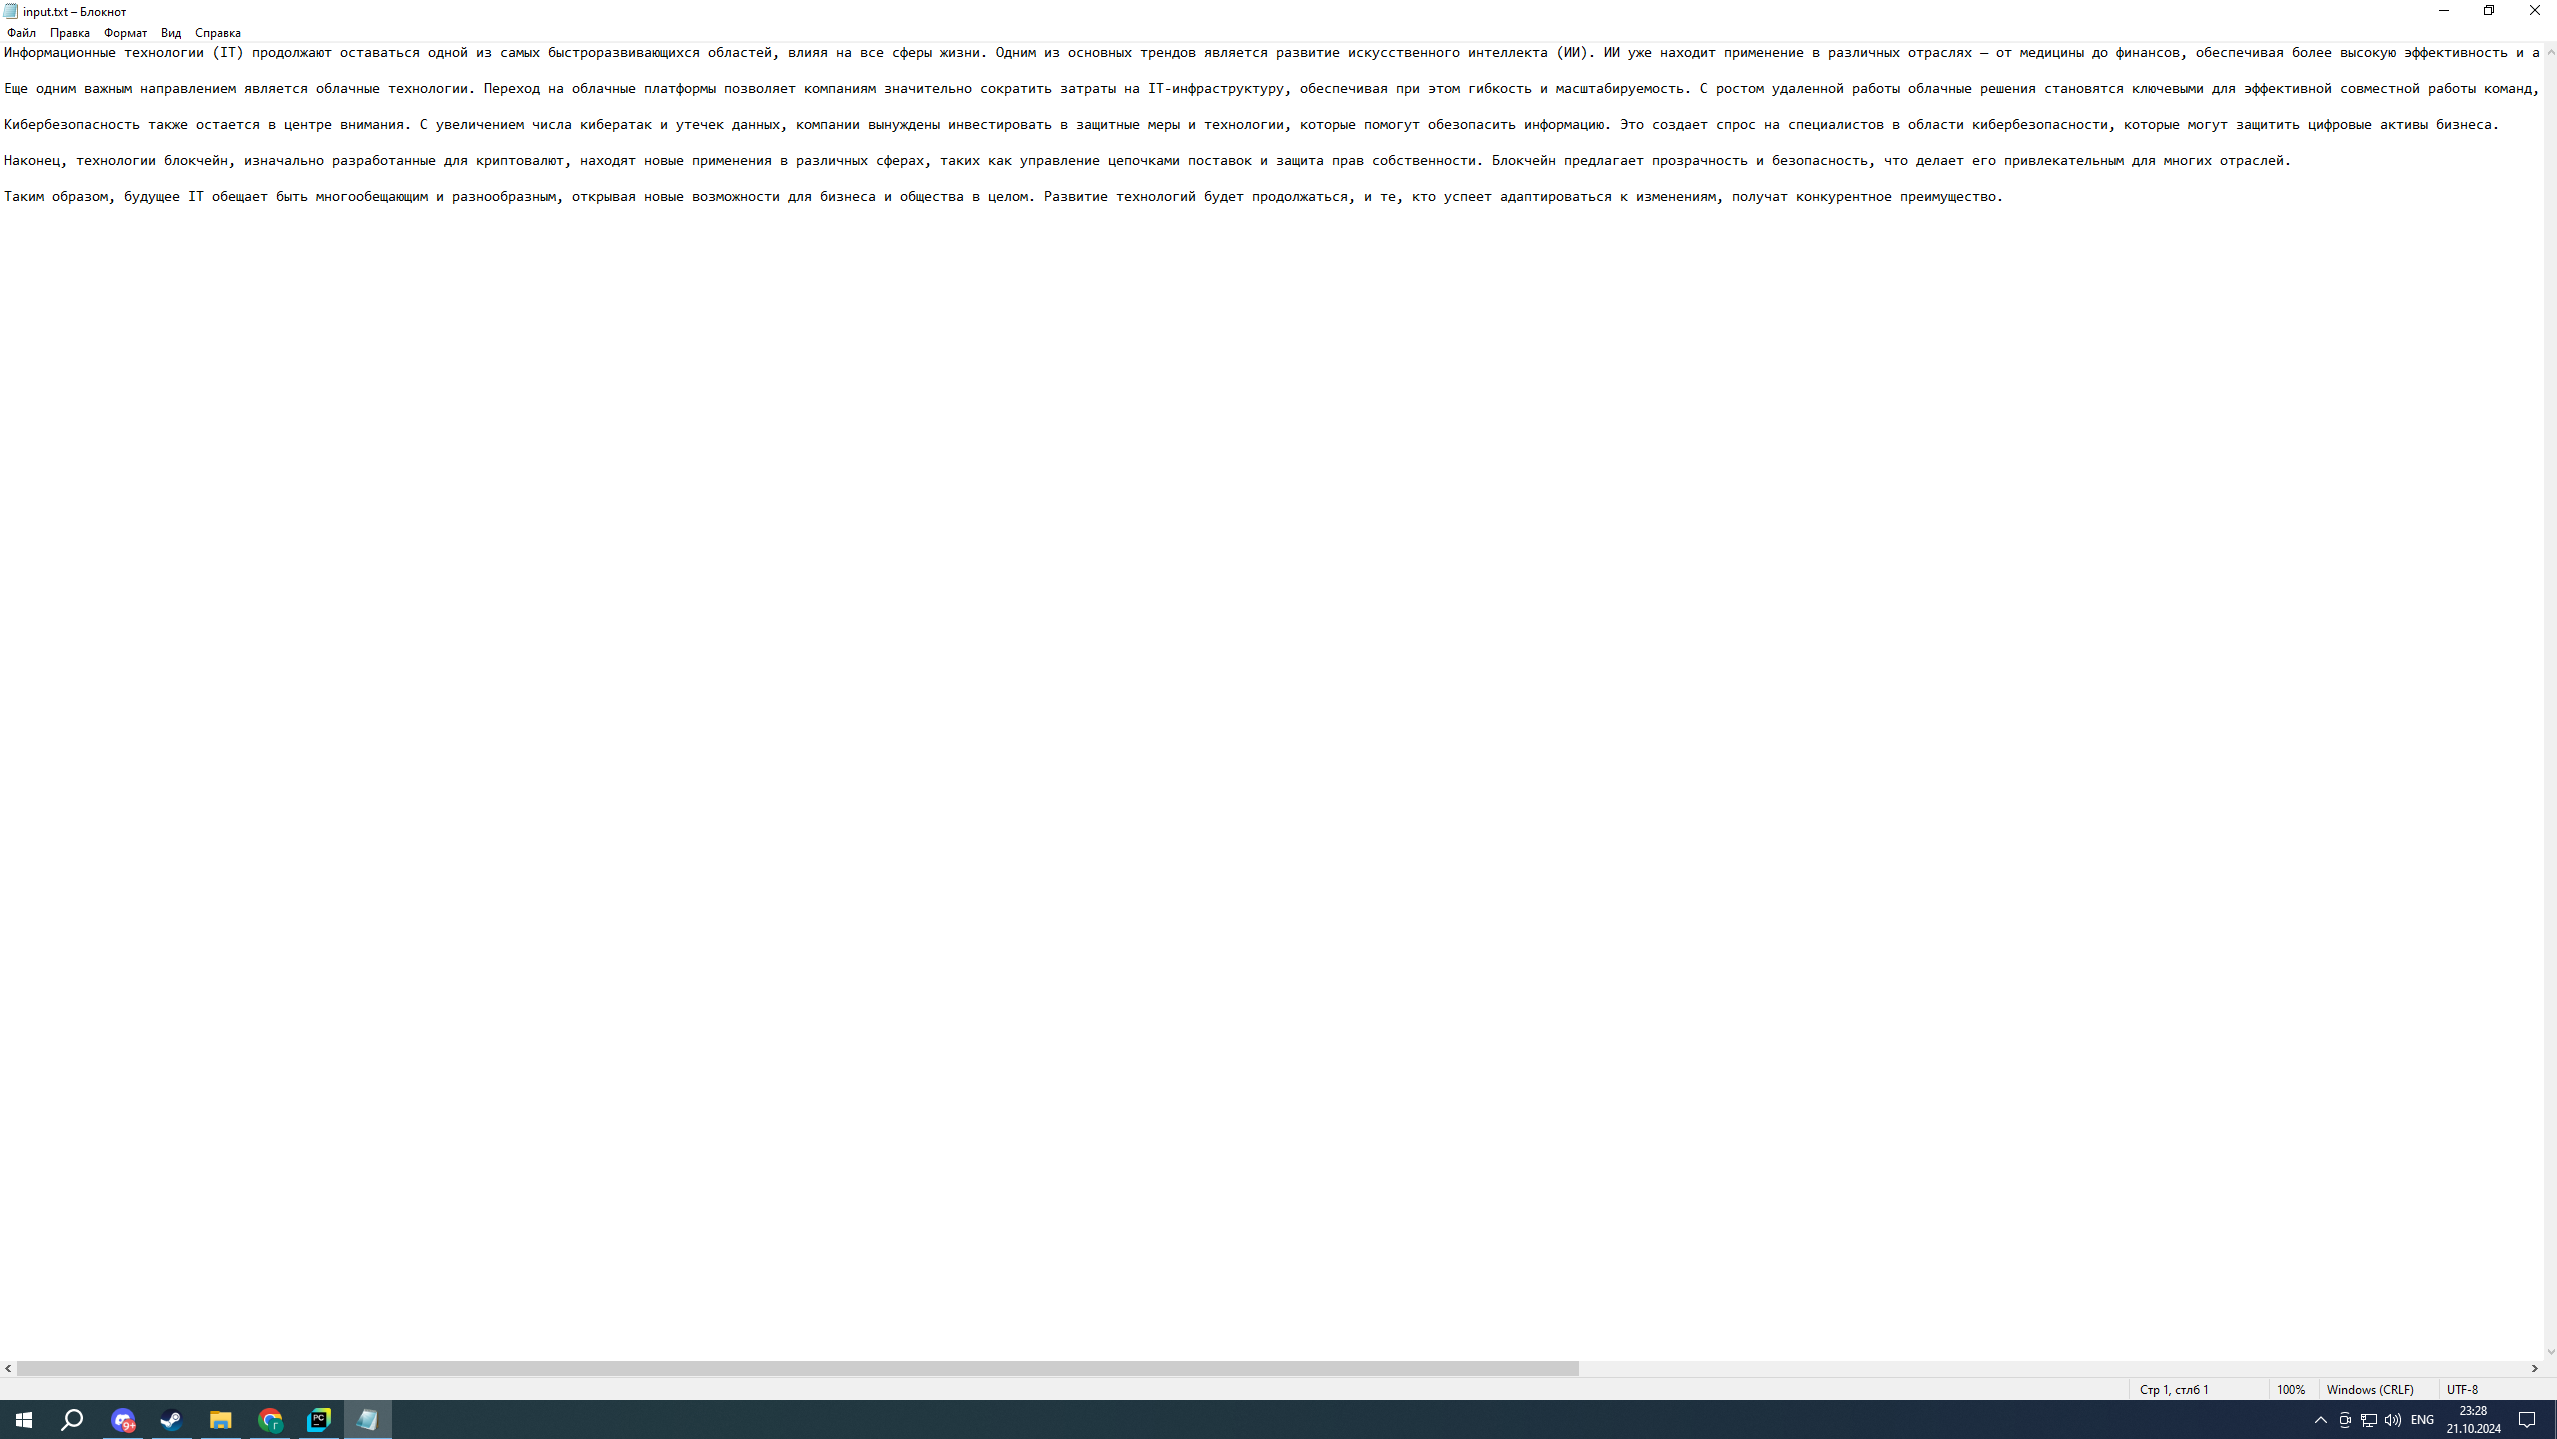 input.txt – Блокнот
Файл Правка Формат Вид Справка
Информационные технологии (IT) продолжают оставаться одной из самых быстроразвивающихся областей, влияя на все сферы жизни. Одним из основных трендов является развитие искусственного интеллекта (ИИ). ИИ уже находит применение в различных отраслях — от медицины до финансов, обеспечивая более высокую эффективность и а
Еще одним важным направлением является облачные технологии. Переход на облачные платформы позволяет компаниям значительно сократить затраты на IT-инфраструктуру, обеспечивая при этом гибкость и масштабируемость. С ростом удаленной работы облачные решения становятся ключевыми для эффективной совместной работы команд,
Кибербезопасность также остается в центре внимания. С увеличением числа кибератак и утечек данных, компании вынуждены инвестировать в защитные меры и технологии, которые помогут обезопасить информацию. Это создает спрос на специалистов в области кибербезопасности, которые могут защитить цифровые активы бизнеса.
Наконец, технологии блокчейн, изначально разработанные для криптовалют, находят новые применения в различных сферах, таких как управление цепочками поставок и защита прав собственности. Блокчейн предлагает прозрачность и безопасность, что делает его привлекательным для многих отраслей.
Таким образом, будущее IT обещает быть многообещающим и разнообразным, открывая новые возможности для бизнеса и общества в целом. Развитие технологий будет продолжаться, и те, кто успеет адаптироваться к изменениям, получат конкурентное преимущество.
Стр 1, стлб 1 100% Windows (CRLF) UTF-8
9+ г PC ENG 23:28
21.10.2024